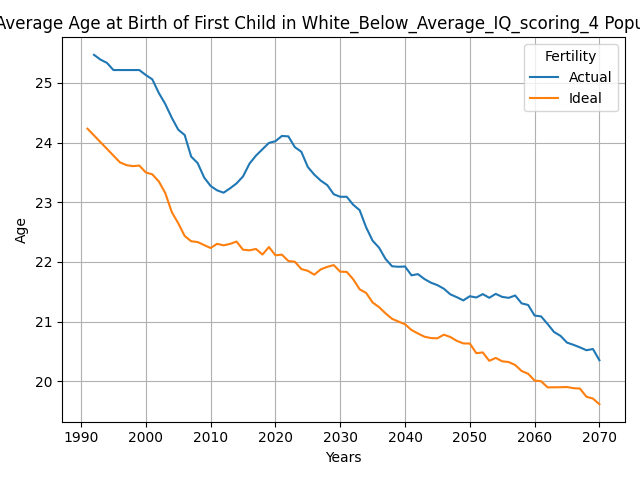 Average Age at Birth of First Child in White_Below_Average_IQ_scoring_4
Fertility
Actual
Ideal
25
24
23
22
21
20
Age
1990 2000 2010 2020 2030 2040 2050 2060 2070
Years